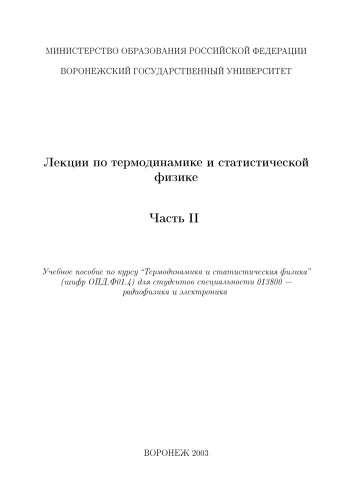 МИНИСТЕРСТВО ОБРАЗОВАНИЯ РОССИЙСКОЙ ФЕДЕРАЦИИ
ВОРОНЕЖСКИЙ ГОСУДАРСТВЕННЫЙ УНИВЕРСИТЕТ
Лекции по термодинамике и статистической
физике
Часть II
Учебное пособие по курсу “Термодинамика и статистическая физика”
(шифр ОПД.Ф01.4) для студентов специальности 013800 —
радиофизика и электроника
ВОРОНЕЖ 2003